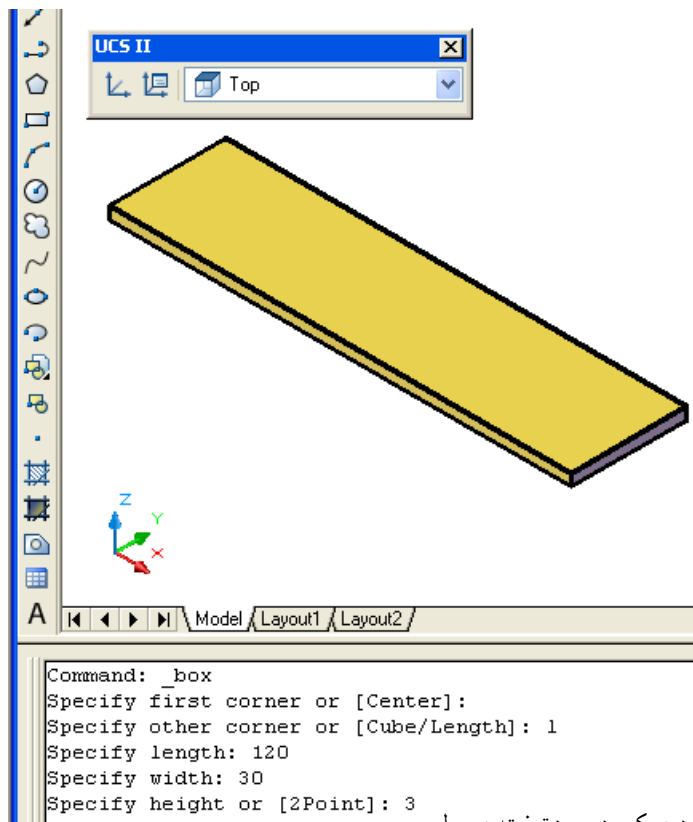 UCS II
Top
Z
Y
X
A
Model Layout1 Layout2
Command: _box
Specify first corner or [Center]:
Specify other corner or [Cube/Length]: l
Specify length: 120
Specify width: 30
Specify height or [2Point]: 3